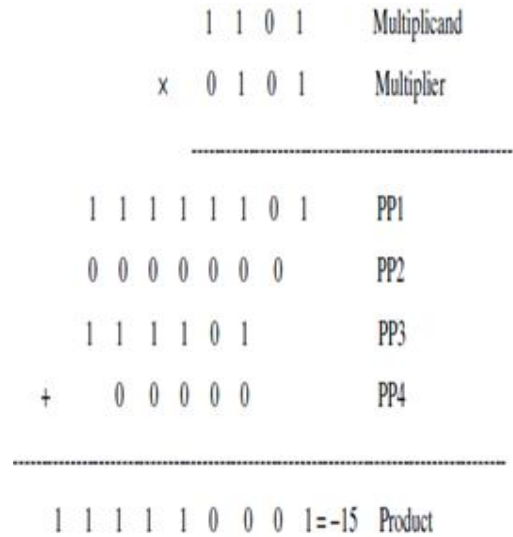 1 1 0 1 Multiplicand
x 0 1 0 1 Multiplier
1 1 1 1 1 1 0 1 PP1
0 0 0 0 0 0 0 PP2
1 1 1 1 0 1 PP3
+ 0 0 0 0 0 PP4
1 1 1 1 1 0 0 0 1 = -15 Product